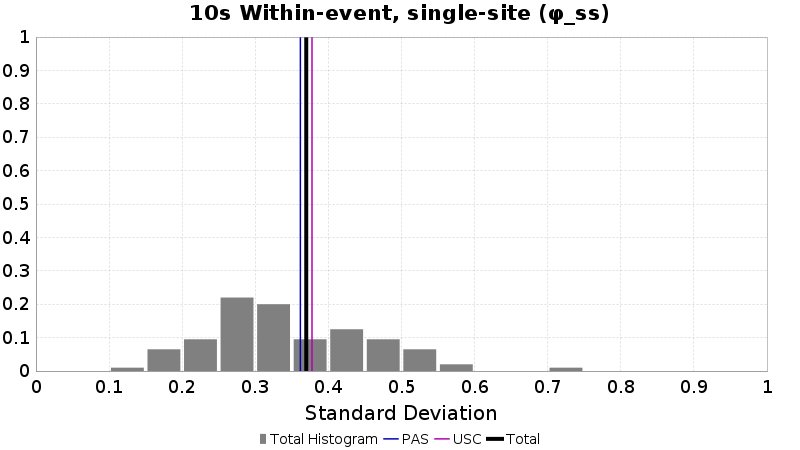 10s Within-event, single-site (φ_ss)
1
0.9
0.8
0.7
0.6
0.5
0.4
0.3
0.2
0.1
0
0 0.1 0.2 0.3 0.4 0.5 0.6 0.7 0.8 0.9 1
Standard Deviation
Total Histogram PAS USC Total